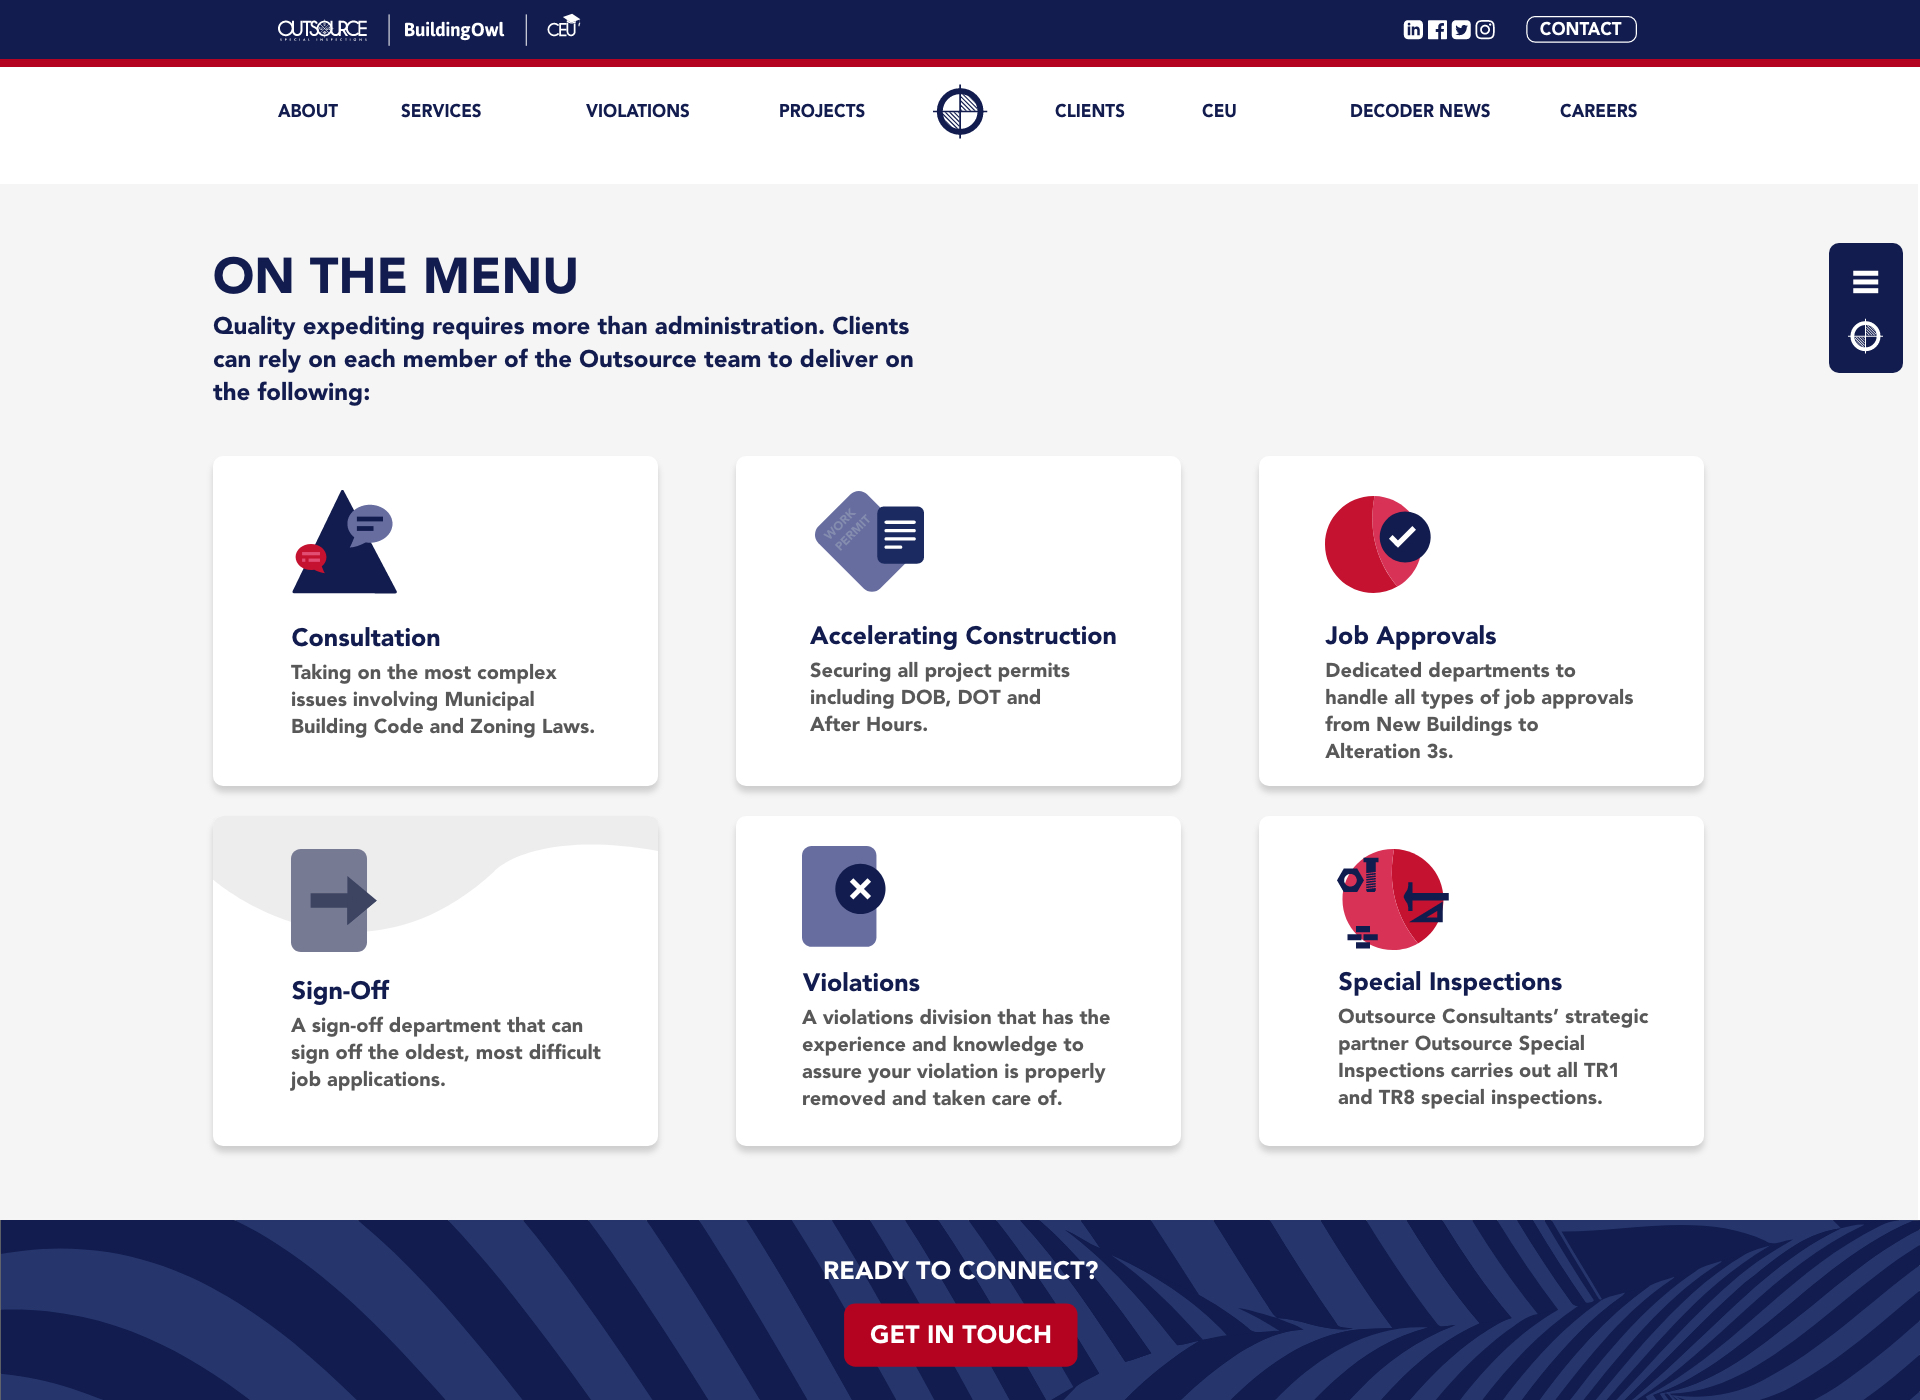 OUTSOURCE
SPECIAL INSPECTIONS
BuildingOwl
CEU
in
CONTACT
ABOUT SERVICES VIOLATIONS PROJECTS CLIENTS CEU DECODER NEWS CAREERS
ON THE MENU
Quality expediting requires more than administration. Clients
can rely on each member of the Outsource team to deliver on
the following:
Consultation
Taking on the most complex
issues involving Municipal
Building Code and Zoning Laws.
WORK
PERMIT
Accelerating Construction
Securing all project permits
including DOB, DOT and
After Hours.
Job Approvals
Dedicated departments to
handle all types of job approvals
from New Buildings to
Alteration 3s.
Sign-Off
A sign-off department that can
sign off the oldest, most difficult
job applications.
Violations
A violations division that has the
experience and knowledge to
assure your violation is properly
removed and taken care of.
Special Inspections
Outsource Consultants’ strategic
partner Outsource Special
Inspections carries out all TR1
and TR8 special inspections.
READY TO CONNECT?
GET IN TOUCH